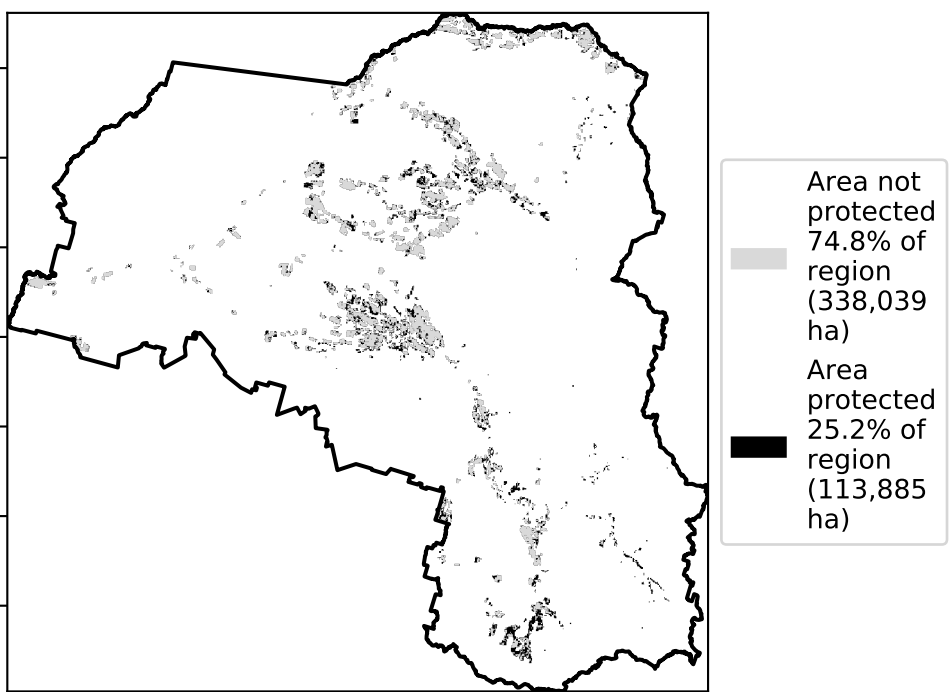 Area not
protected
74.8% of
region
(338,039
ha)
Area
protected
25.2% of
region
(113,885
ha)